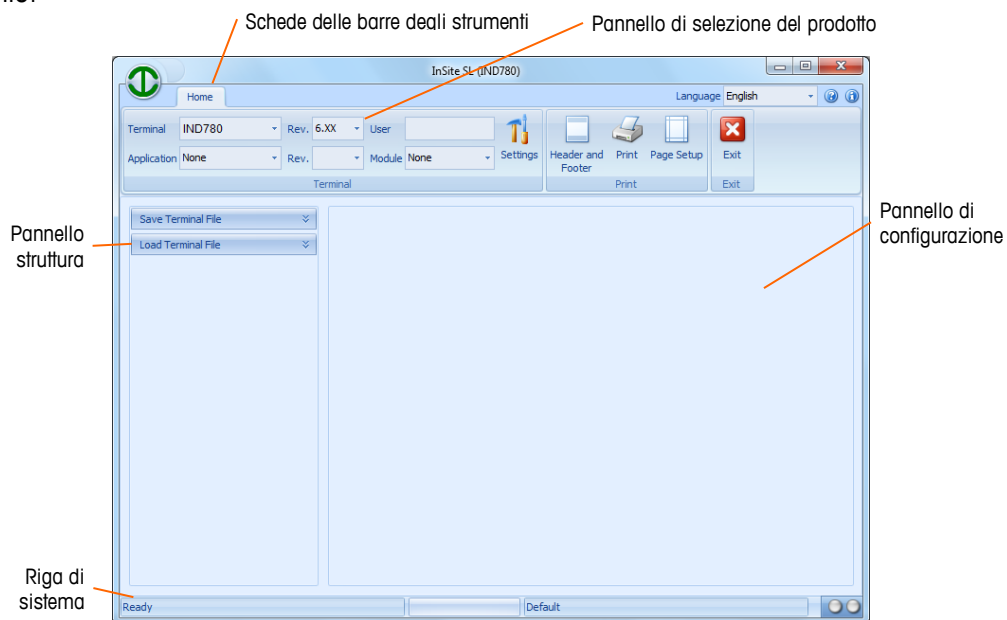 Schede delle barre degli strumenti
Pannello di selezione del prodotto
InSite SL (IND780)
Home
Language English
Terminal IND780 Rev. 6.XX User
Application None Rev. Module None
Settings
Header and Footer
Print
Page Setup
Exit
Terminal
Print
Exit
Save Terminal File
Load Terminal File
Pannello struttura
Pannello di configurazione
Riga di sistema
Ready
Default